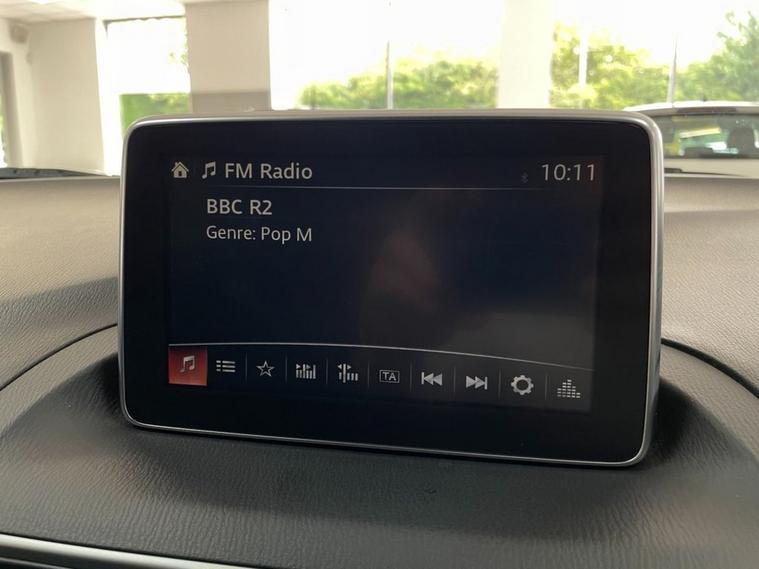 FM Radio 10:11
BBC R2
Genre: Pop M
TA